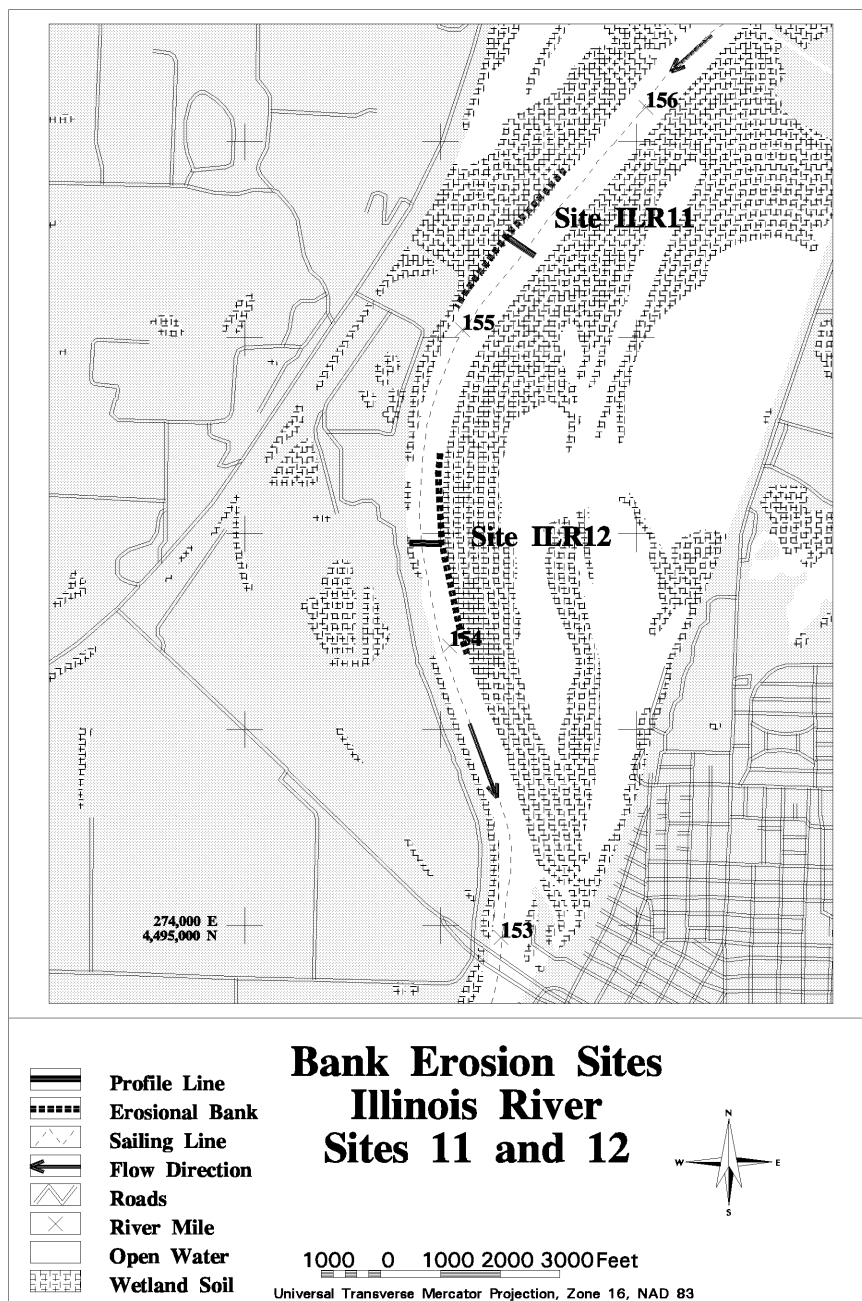 156
Site ILR11
155
Site ILR12
154
274,000 E
4,495,000 N
153
Bank Erosion Sites
Illinois River
Sites 11 and 12
Profile Line
Erosional Bank
Sailing Line
Flow Direction
Roads
River Mile
Open Water
Wetland Soil
N
W E
S
1000 0 1000 2000 3000 Feet
Universal Transverse Mercator Projection, Zone 16, NAD 83